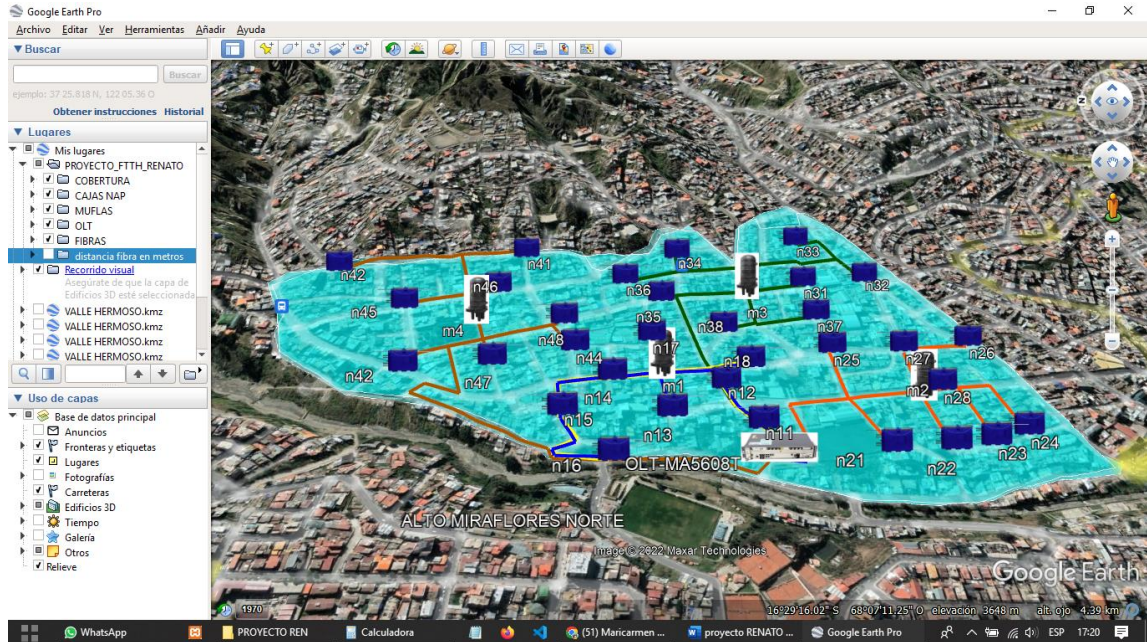 Google Earth Pro
Archivo Editar Ver Herramientas Añadir Ayuda
Buscar
Buscar
ejemplo: 37 25.818 N, 122 05.36 O
Obtener instrucciones Historial
Lugares
Mis lugares
PROYECTO_FTTH_RENATO
COBERTURA
CAJAS NAP
MUFLAS
OLT
FIBRAS
distancia fibra en metros
Recorrido visual
Asegúrate de que la capa de
Edificios 3D esté seleccionada
VALLE HERMOSO.kmz
VALLE HERMOSO.kmz
VALLE HERMOSO.kmz
VALLE HERMOSO.kmz
Uso de capas
Base de datos principal
Anuncios
Fronteras y etiquetas
Lugares
Fotografías
Carreteras
Edificios 3D
Tiempo
Galería
Otros
Relieve
N
n33
n41
n34
n42
n32
n46
n36
n31
n45
m3
n35
n38
n37
m4
n48
n17
n44
n18
n25
n27
n26
n42
n47
m1
n12
m2
n14
n28
n15
n13
n11
n24
n16
OLT-MA5608T
n21
n22
n23
ALTO MIRAFLORES NORTE
Image © 2022 Maxar Technologies
Google Earth
1970
16°29'16.02" S 68°07'11.25" O elevación 3648 m alt. ojo 4.39 km
WhatsApp
PROYECTO REN
Calculadora
(51) Maricarmen ...
proyecto RENATO ...
Google Earth Pro
ESP
17:20